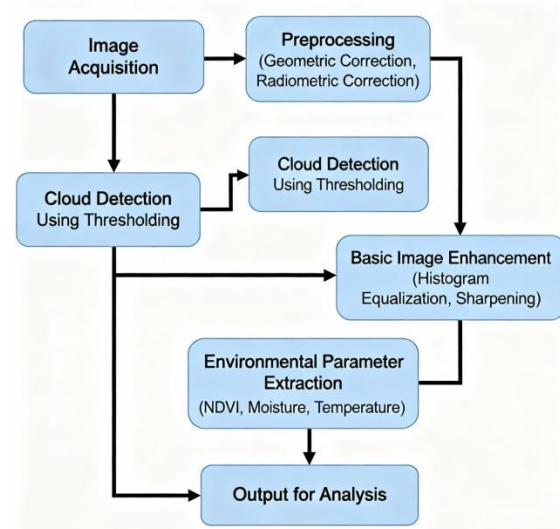 Image
Acquisition
Preprocessing
(Geometric Correction,
Radiometric Correction)
Cloud Detection
Using Thresholding
Cloud Detection
Using Thresholding
Basic Image Enhancement
(Histogram
Equalization, Sharpening)
Environmental Parameter
Extraction
(NDVI, Moisture, Temperature)
Output for Analysis